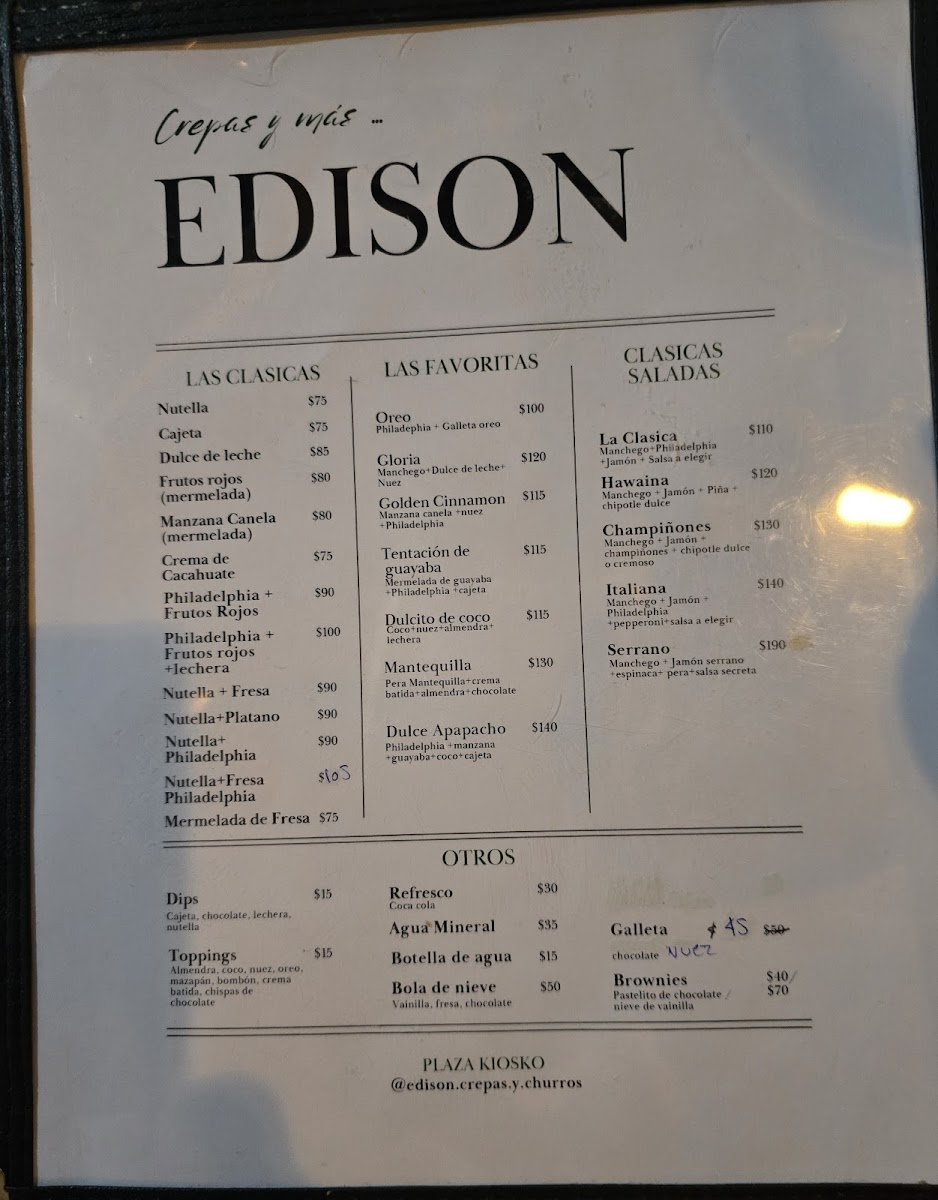 Crepas y más ...
EDISON
LAS CLASICAS
Nutella $75
Cajeta $75
Dulce de leche $85
Frutos rojos $80
(mermelada)
Manzana Canela $80
(mermelada)
Crema de $75
Cacahuate
Philadelphia + $90
Frutos Rojos
Philadelphia + $100
Frutos rojos
+lechera
Nutella + Fresa $90
Nutella+Platano $90
Nutella+ $90
Philadelphia
Nutella+Fresa $105
Philadelphia
Mermelada de Fresa $75
LAS FAVORITAS
Oreo $100
Philadephia + Galleta oreo
Gloria $120
Manchego+Dulce de leche+
Nuez
Golden Cinnamon $115
Manzana canela +nuez
+Philadelphia
Tentación de $115
guayaba
Mermelada de guayaba
+Philadelphia +cajeta
Dulcito de coco $115
Coco+nuez+almendra+
lechera
Mantequilla $130
Pera Mantequilla+crema
batida+almendra+chocolate
Dulce Apapacho $140
Philadelphia +manzana
+guayaba+coco+cajeta
CLASICAS
SALADAS
La Clasica $110
Manchego+Philadelphia
+Jamón + Salsa a elegir
Hawaina $120
Manchego + Jamón + Piña +
chipotle dulce
Champiñones $130
Manchego + Jamón +
champiñones + chipotle dulce
o cremoso
Italiana $140
Manchego + Jamón +
Philadelphia
+pepperoni+salsa a elegir
Serrano $190
Manchego + Jamón serrano
+espinaca+ pera+salsa secreta
OTROS
Dips $15
Cajeta, chocolate, lechera,
nutella
Toppings $15
Almendra, coco, nuez, oreo,
mazapán, bombón, crema
batida, chispas de
chocolate
Refresco $30
Coca cola
Agua Mineral $35
Botella de agua $15
Bola de nieve $50
Vainilla, fresa, chocolate
Galleta $45 $50
chocolate NUEZ
Brownies $40/
Pastelito de chocolate / $70
nieve de vainilla
PLAZA KIOSKO
@edison.crepas.y.churros